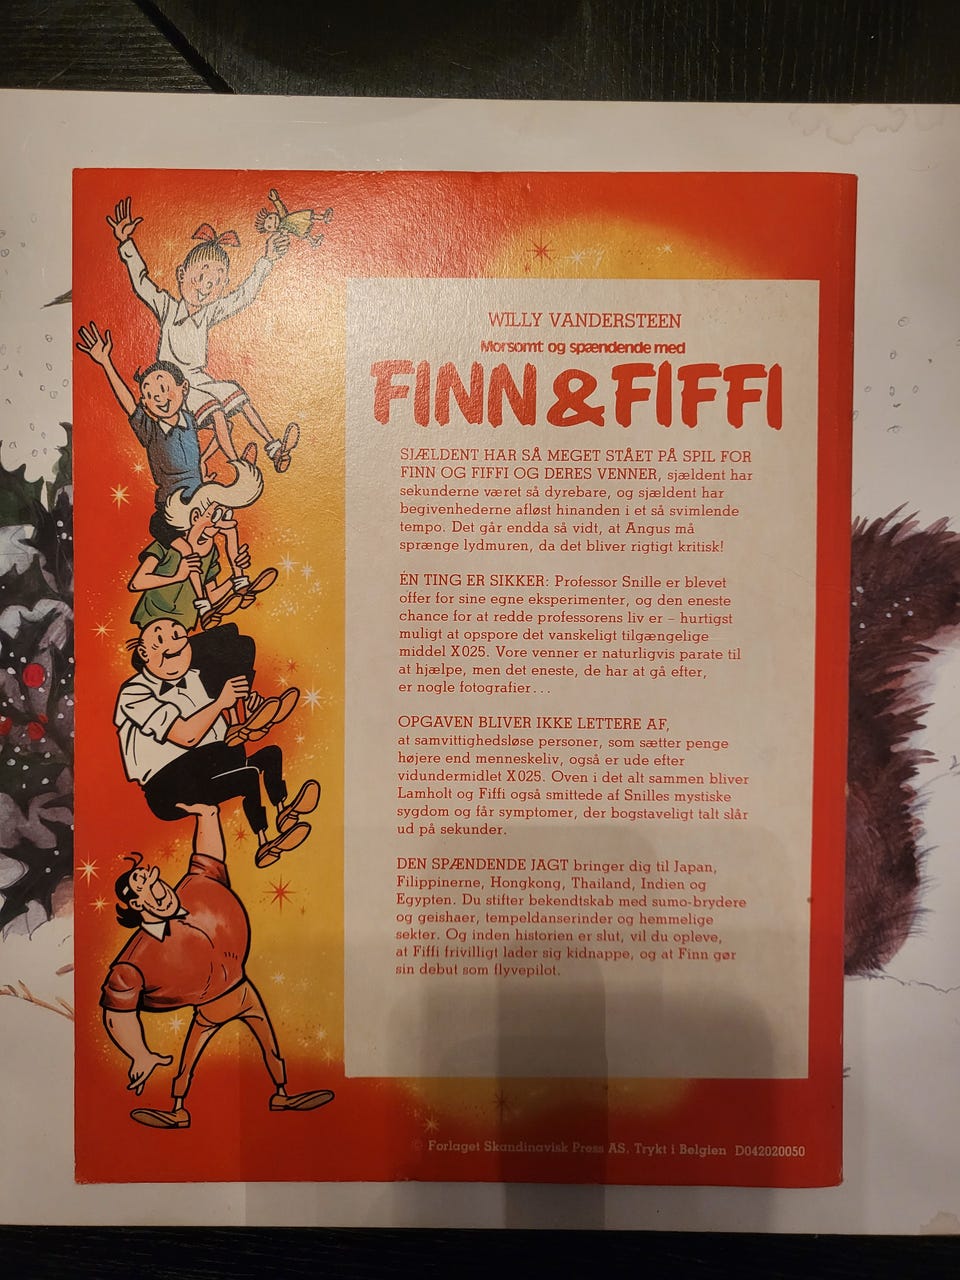 WILLY VANDERSTEEN
Morsomt og spændende med
FINN & FIFFI
SJÆLDENT HAR SÅ MEGET STÅET PÅ SPIL FOR
FINN OG FIFFI OG DERES VENNER, sjældent har
sekunderne været så dyrebare, og sjældent har
begivenhederne afløst hinanden i et så svimlende
tempo. Det går endda så vidt, at Angus må
sprænge lydmuren, da det bliver rigtigt kritisk!
ÉN TING ER SIKKER: Professor Snille er blevet
offer for sine egne eksperimenter, og den eneste
chance for at redde professorens liv er – hurtigst
muligt at opspore det vanskeligt tilgængelige
middel X025. Vore venner er naturligvis parate til
at hjælpe, men det eneste, de har at gå efter,
er nogle fotografier...
OPGAVEN BLIVER IKKE LETTERE AF,
at samvittighedsløse personer, som sætter penge
højere end menneskeliv, også er ude efter
vidundermidlet X025. Oven i det alt sammen bliver
Lamholt og Fiffi også smittede af Snilles mystiske
sygdom og får symptomer, der bogstaveligt talt slår
ud på sekunder.
DEN SPÆNDENDE JAGT bringer dig til Japan,
Filippinerne, Hongkong, Thailand, Indien og
Egypten. Du stifter bekendtskab med sumo-brydere
og geishaer, tempeldanserinder og hemmelige
sekter. Og inden historien er slut, vil du opleve,
at Fiffi frivilligt lader sig kidnappe, og at Finn gør
sin debut som flyvepilot.
© Forlaget Skandinavisk Press AS. Trykt i Belgien D042020050